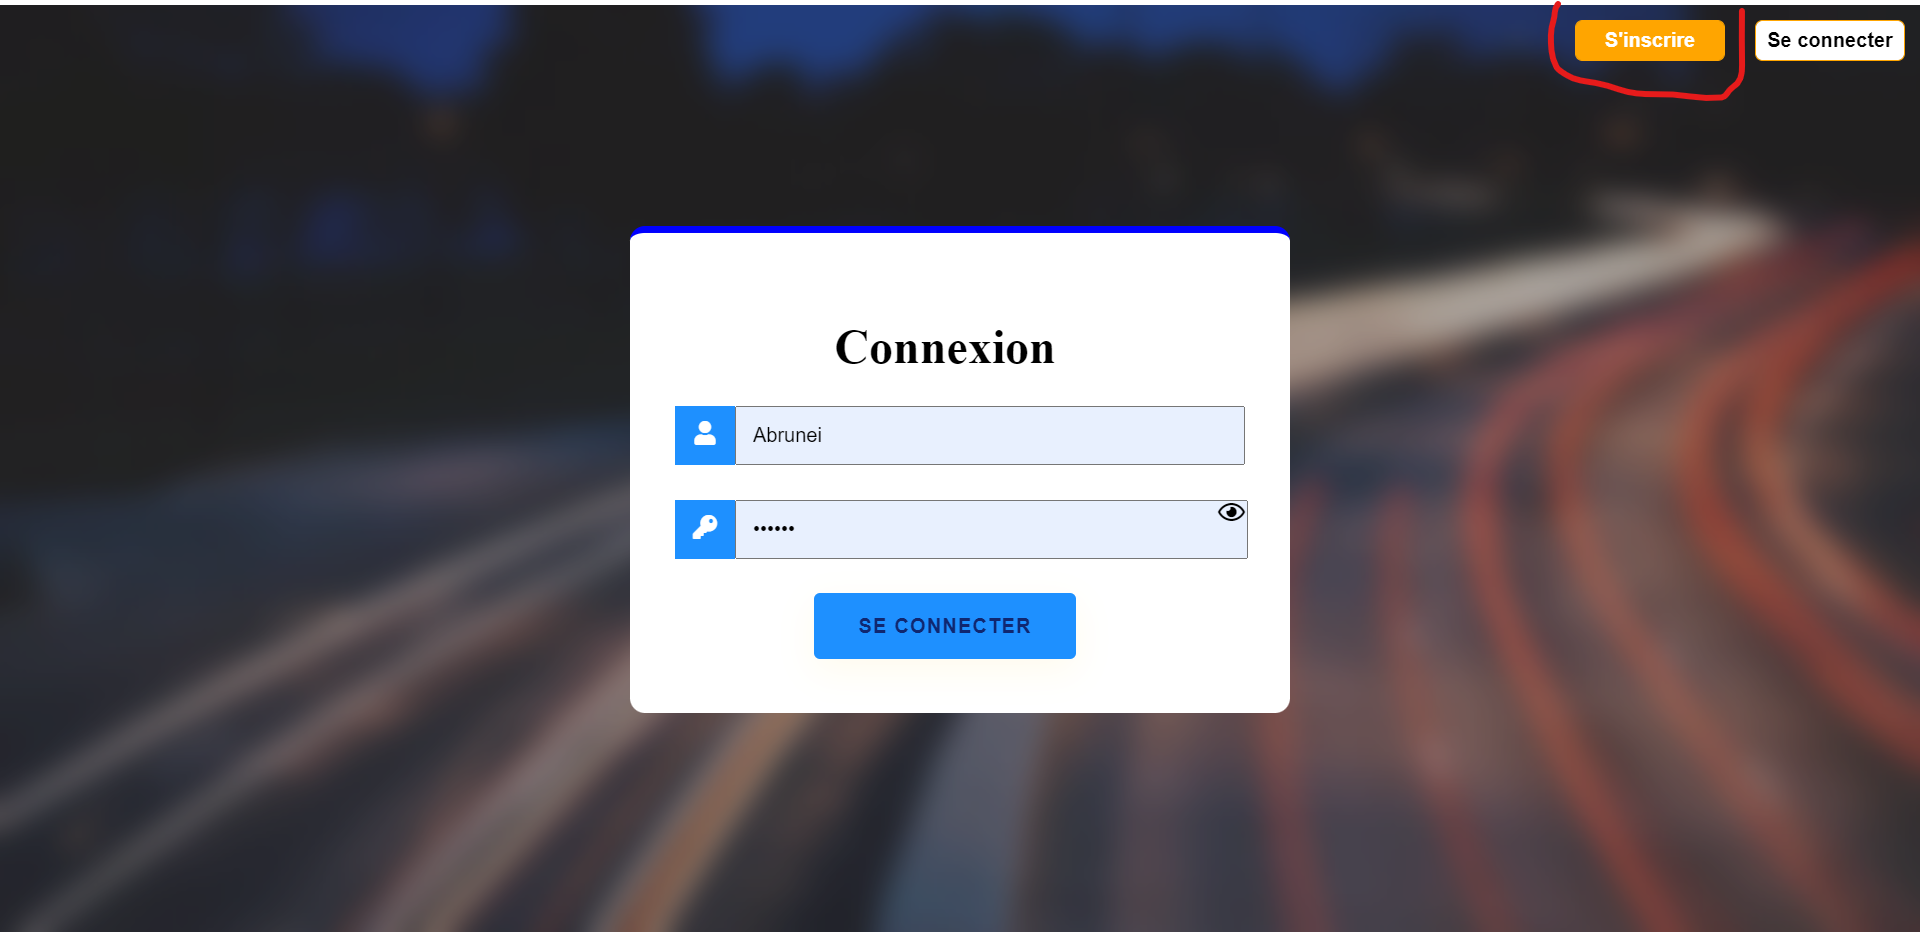 S'inscrire
Se connecter
Connexion
Abrunei
••••••
SE CONNECTER